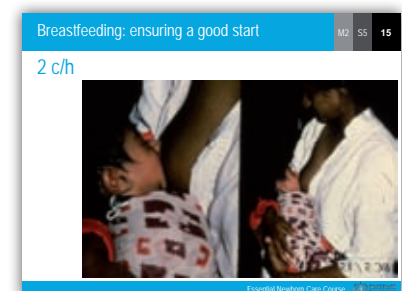 Breastfeeding: ensuring a good start
M2 S5 15
2 c/h
Essential Newborn Care Course